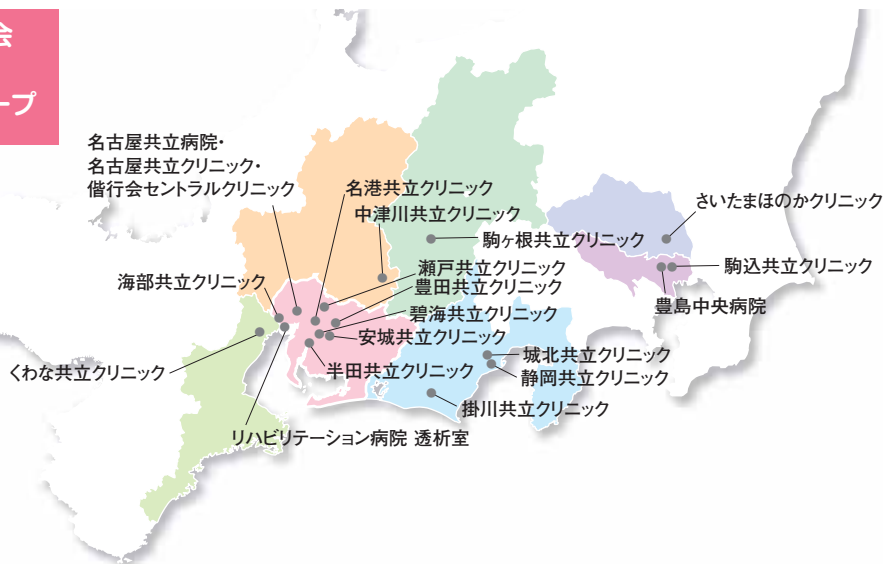 会
ープ
名古屋共立病院・
名古屋共立クリニック・
偕行会セントラルクリニック
名港共立クリニック
中津川共立クリニック
さいたまほのかクリニック
駒ヶ根共立クリニック
瀬戸共立クリニック
駒込共立クリニック
海部共立クリニック
豊田共立クリニック
豊島中央病院
碧海共立クリニック
安城共立クリニック
城北共立クリニック
くわな共立クリニック
半田共立クリニック
静岡共立クリニック
掛川共立クリニック
リハビリテーション病院 透析室